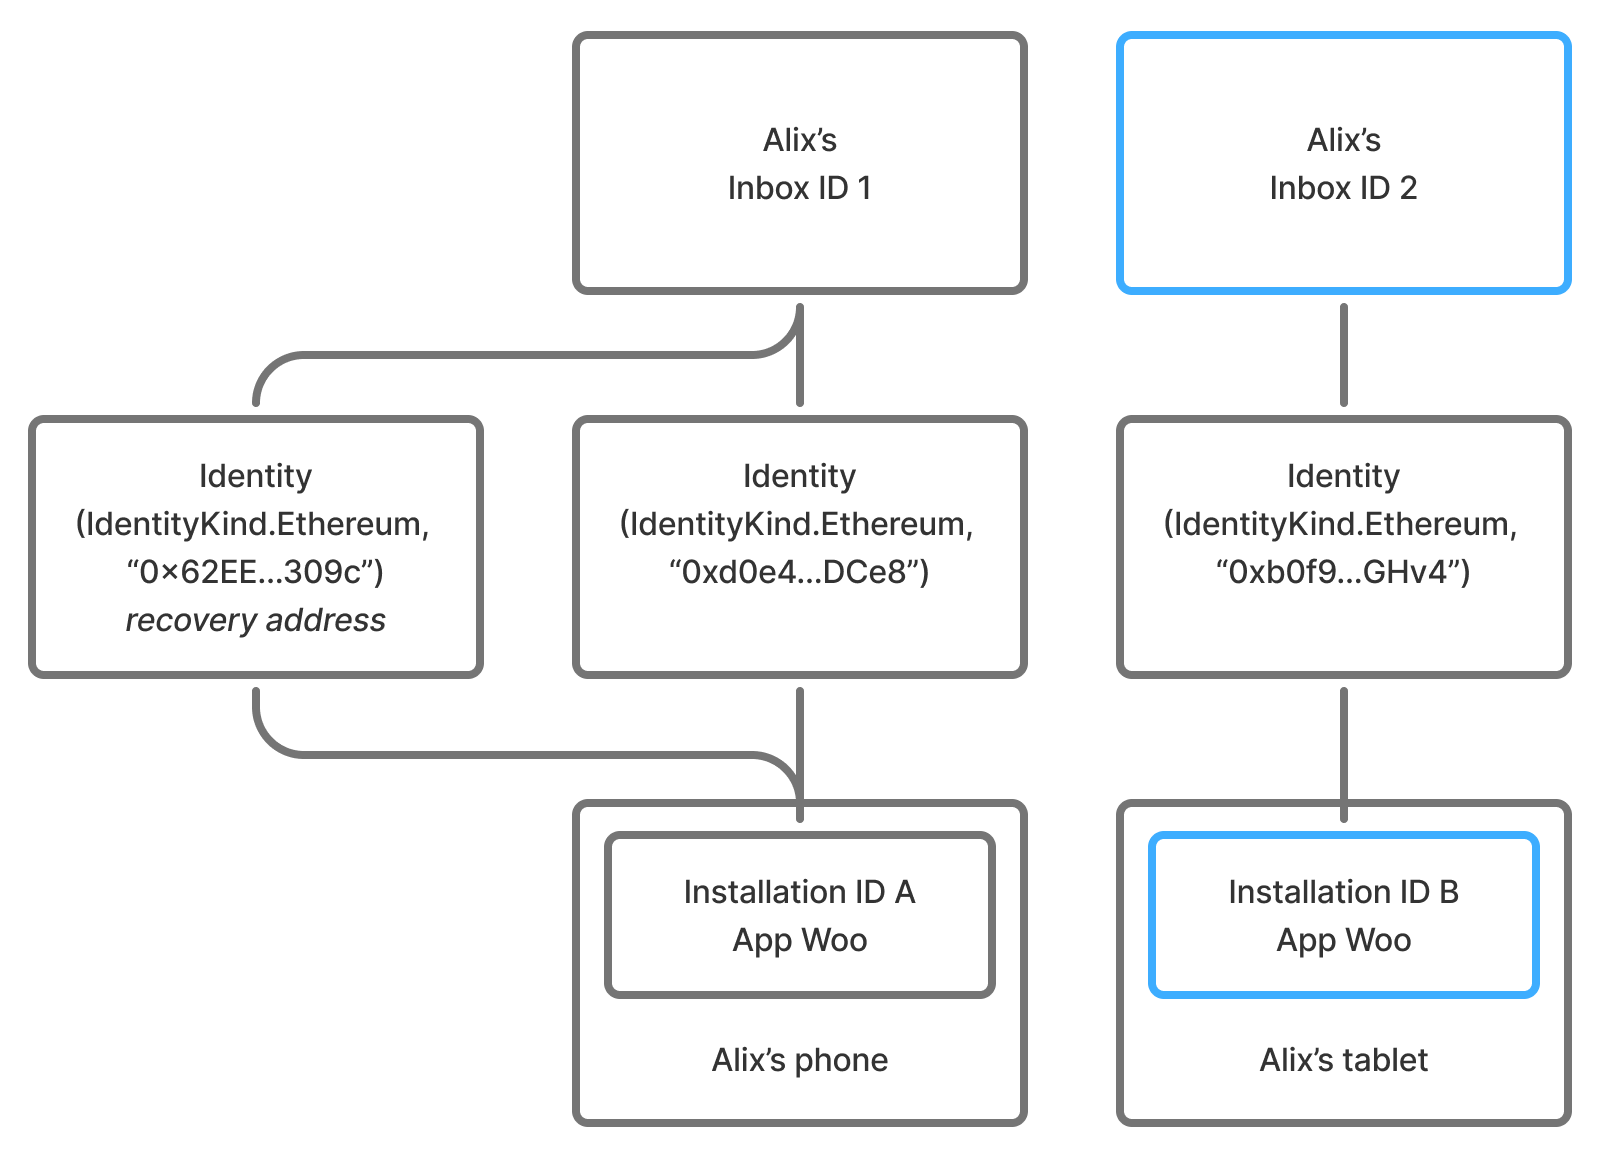 Alix’s
Inbox ID 1
Alix’s
Inbox ID 2
Identity
(IdentityKind.Ethereum,
“0×62EE...309c”)
recovery address
Identity
(IdentityKind.Ethereum,
“0xd0e4...DCe8”)
Identity
(IdentityKind.Ethereum,
“0xb0f9...GHv4”)
Installation ID A
App Woo
Alix’s phone
Installation ID B
App Woo
Alix’s tablet